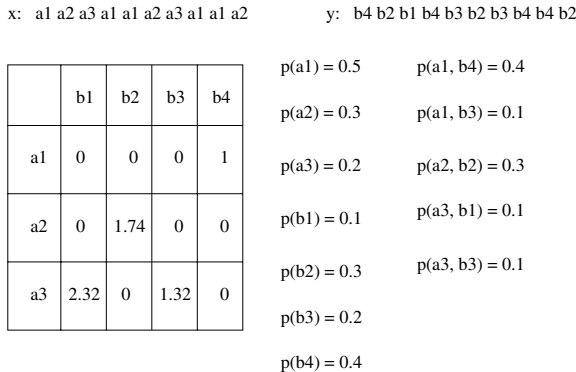 x: a1 a2 a3 a1 a1 a2 a3 a1 a1 a2
y: b4 b2 b1 b4 b3 b2 b3 b4 b4 b2
b1 b2 b3 b4
a1 0 0 0 1
a2 0 1.74 0 0
a3 2.32 0 1.32 0
p(a1) = 0.5
p(a2) = 0.3
p(a3) = 0.2
p(b1) = 0.1
p(b2) = 0.3
p(b3) = 0.2
p(b4) = 0.4
p(a1, b4) = 0.4
p(a1, b3) = 0.1
p(a2, b2) = 0.3
p(a3, b1) = 0.1
p(a3, b3) = 0.1